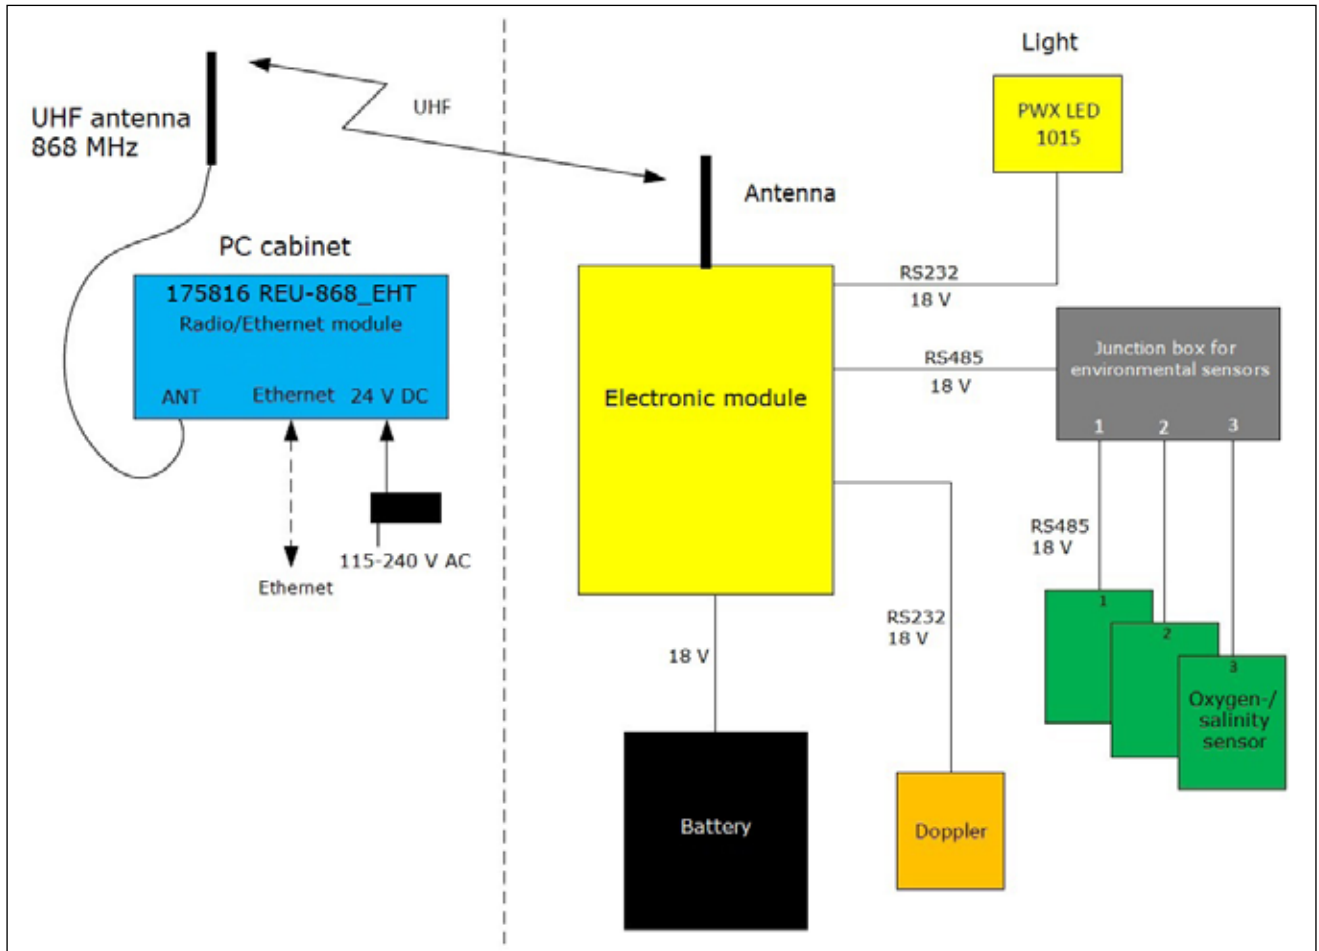 UHF antenna
868 MHz
UHF
PC cabinet
175816 REU-868_EHT
Radio/Ethernet module
ANT
Ethernet
24 V DC
115-240 V AC
Ethernet
Light
PWX LED
1015
Antenna
RS232
18 V
RS485
18 V
Junction box for
environmental sensors
1
2
3
Electronic module
RS485
18 V
1
2
3
Oxygen-/
salinity
sensor
RS232
18 V
18 V
Battery
Doppler